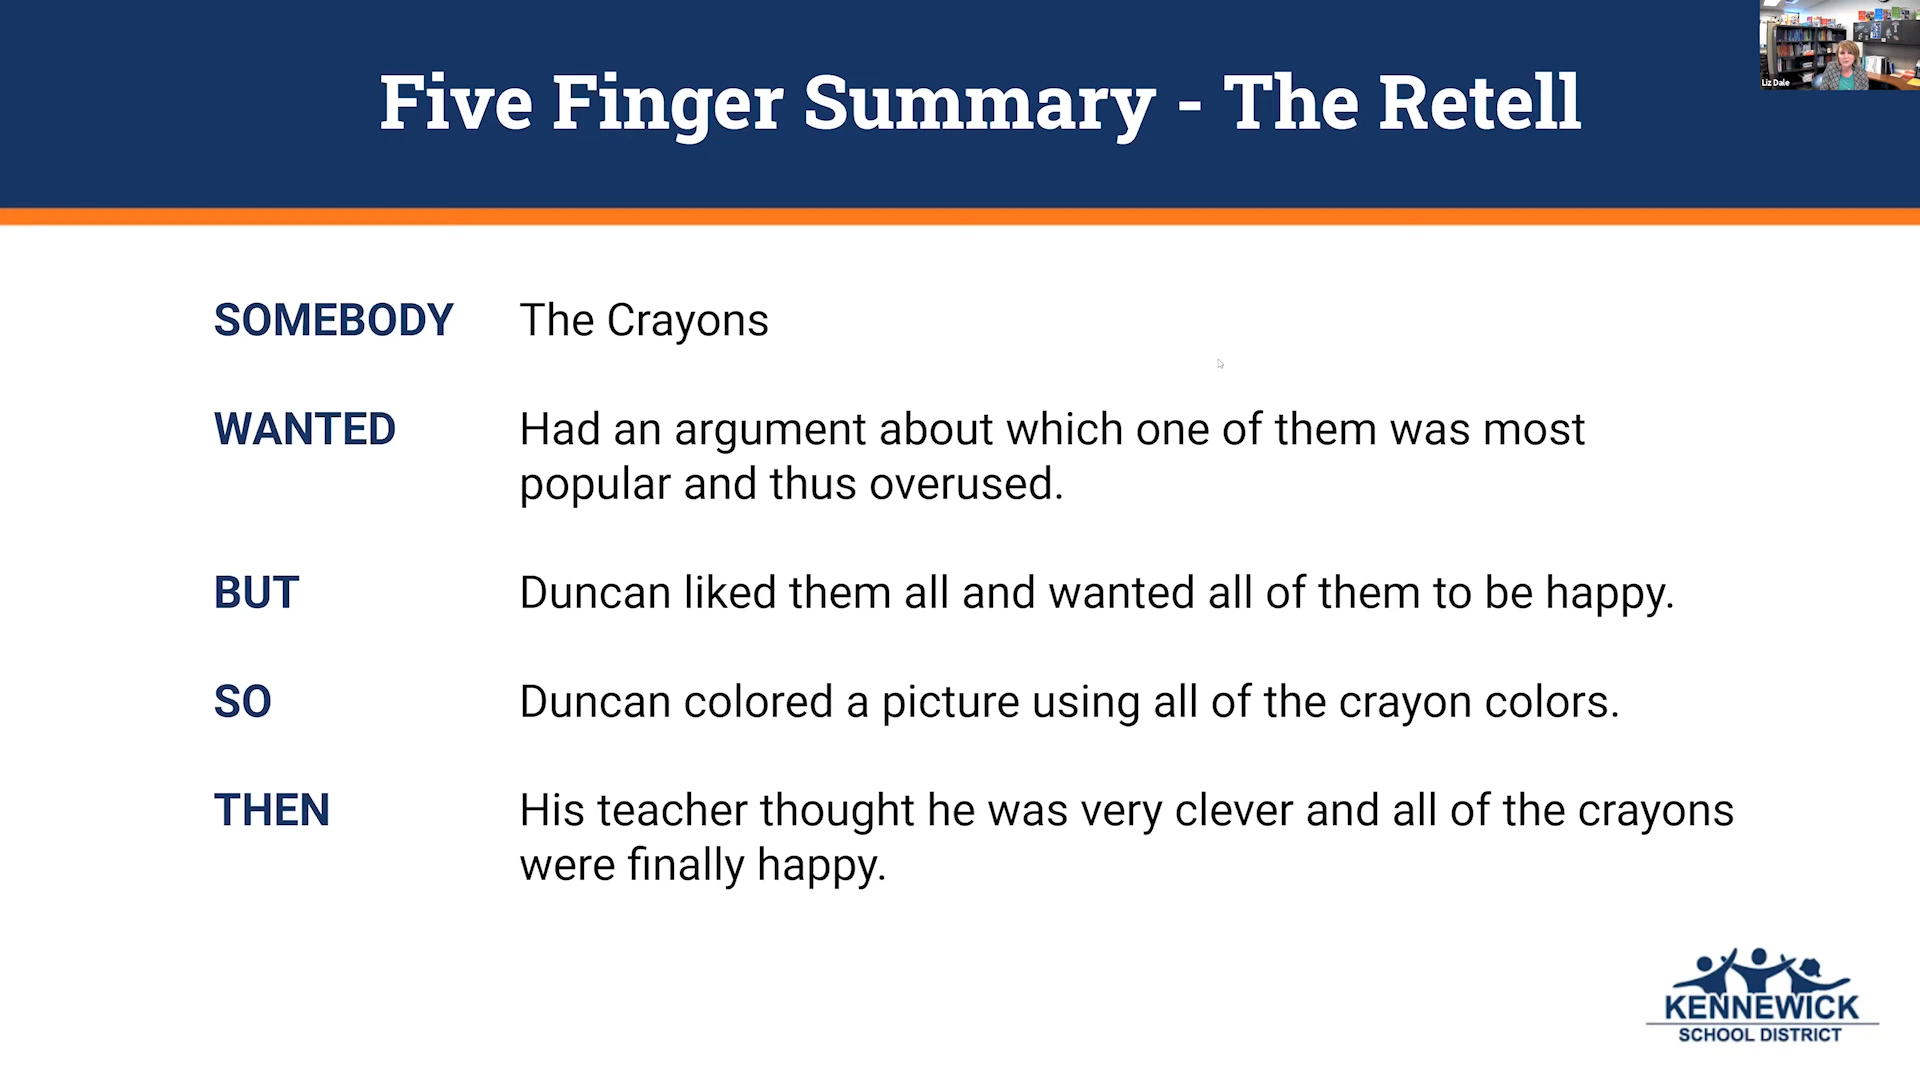 Five Finger Summary - The Retell
Liz Dale
SOMEBODY The Crayons
WANTED Had an argument about which one of them was most
popular and thus overused.
BUT Duncan liked them all and wanted all of them to be happy.
SO Duncan colored a picture using all of the crayon colors.
THEN His teacher thought he was very clever and all of the crayons
were finally happy.
KENNEWICK
SCHOOL DISTRICT